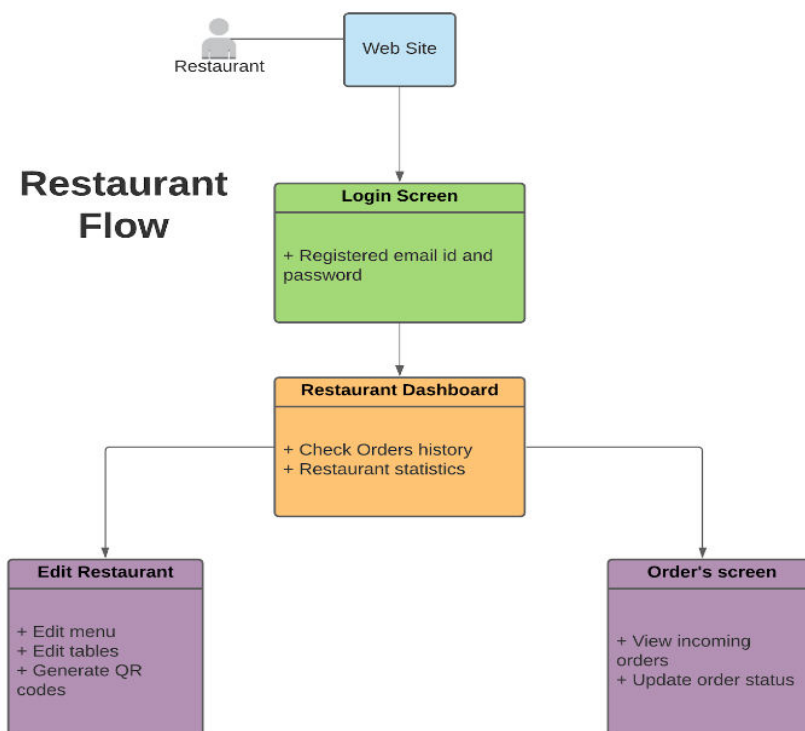 Web Site
Restaurant
Restaurant
Flow
Login Screen
+ Registered email id and
password
Restaurant Dashboard
+ Check Orders history
+ Restaurant statistics
Edit Restaurant
+ Edit menu
+ Edit tables
+ Generate QR
codes
Order's screen
+ View incoming
orders
+ Update order status